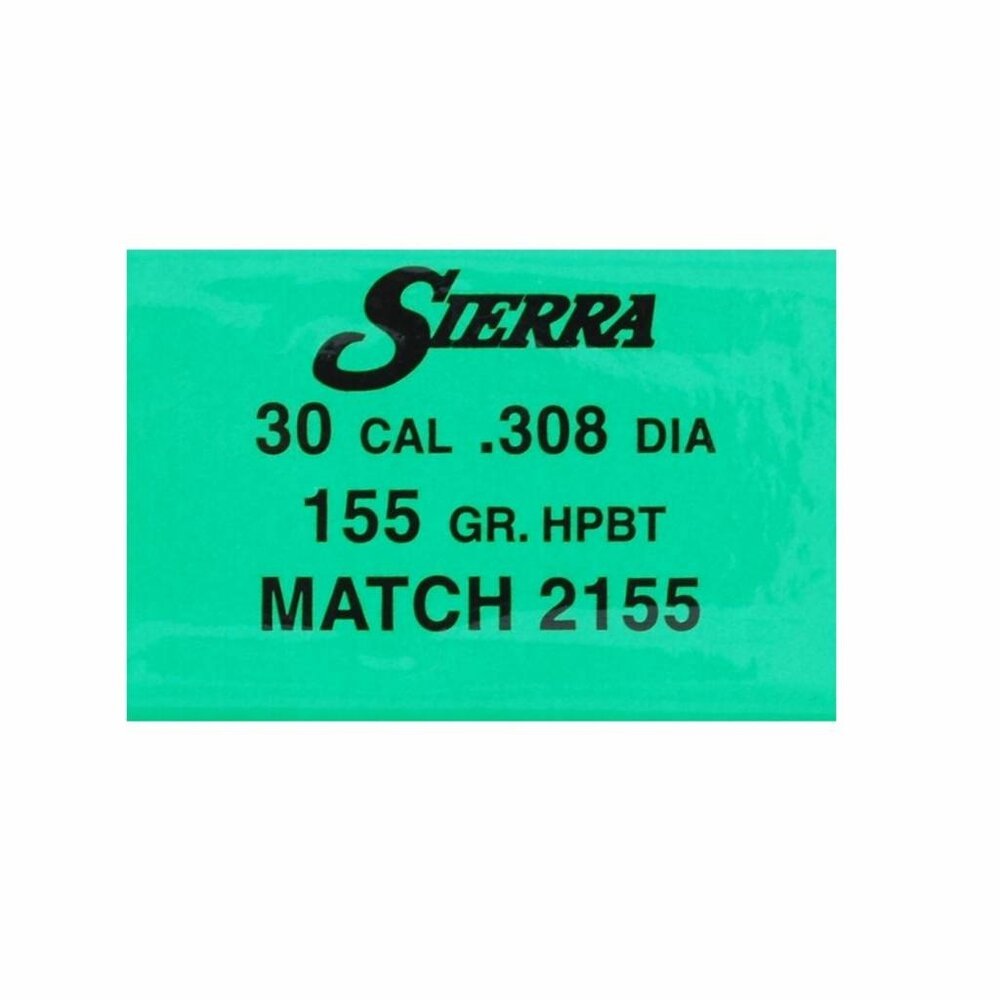 SIERRA
30 CAL .308 DIA
155 GR. HPBT
MATCH 2155